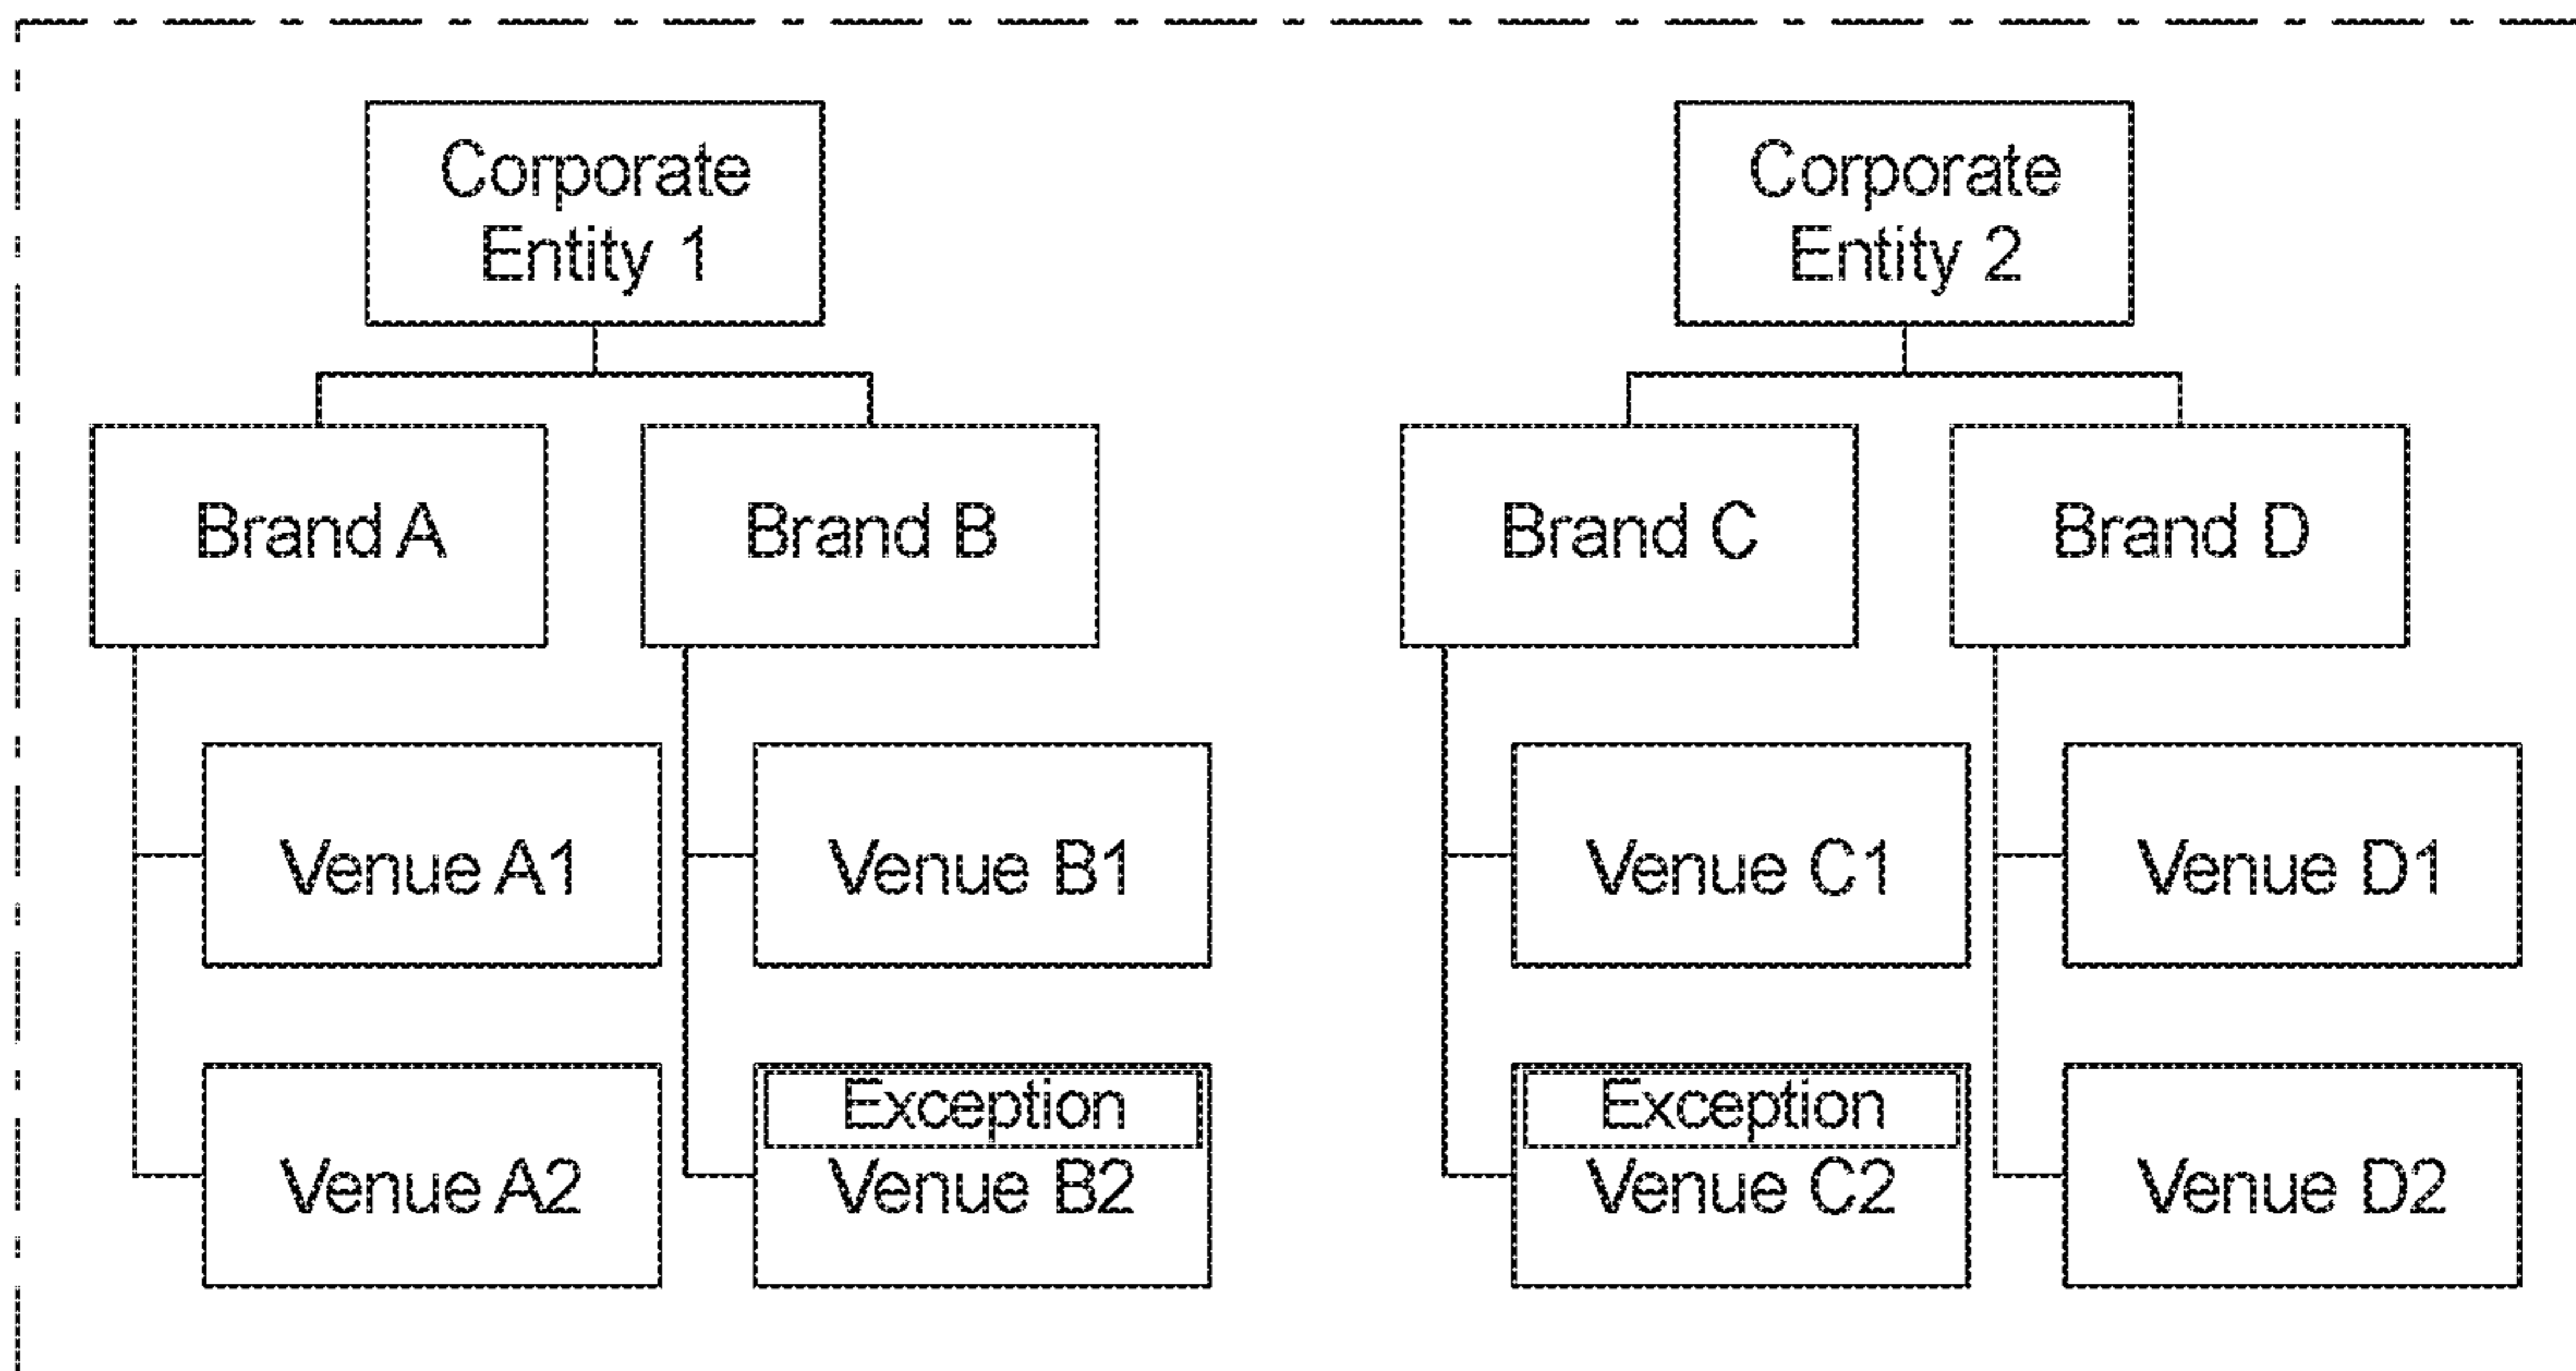 Corporate
Entity 1
Corporate
Entity 2
Brand A
Brand B
Brand C
Brand D
Venue A1
Venue B1
Venue C1
Venue D1
Venue A2
Exception
Venue B2
Exception
Venue C2
Venue D2